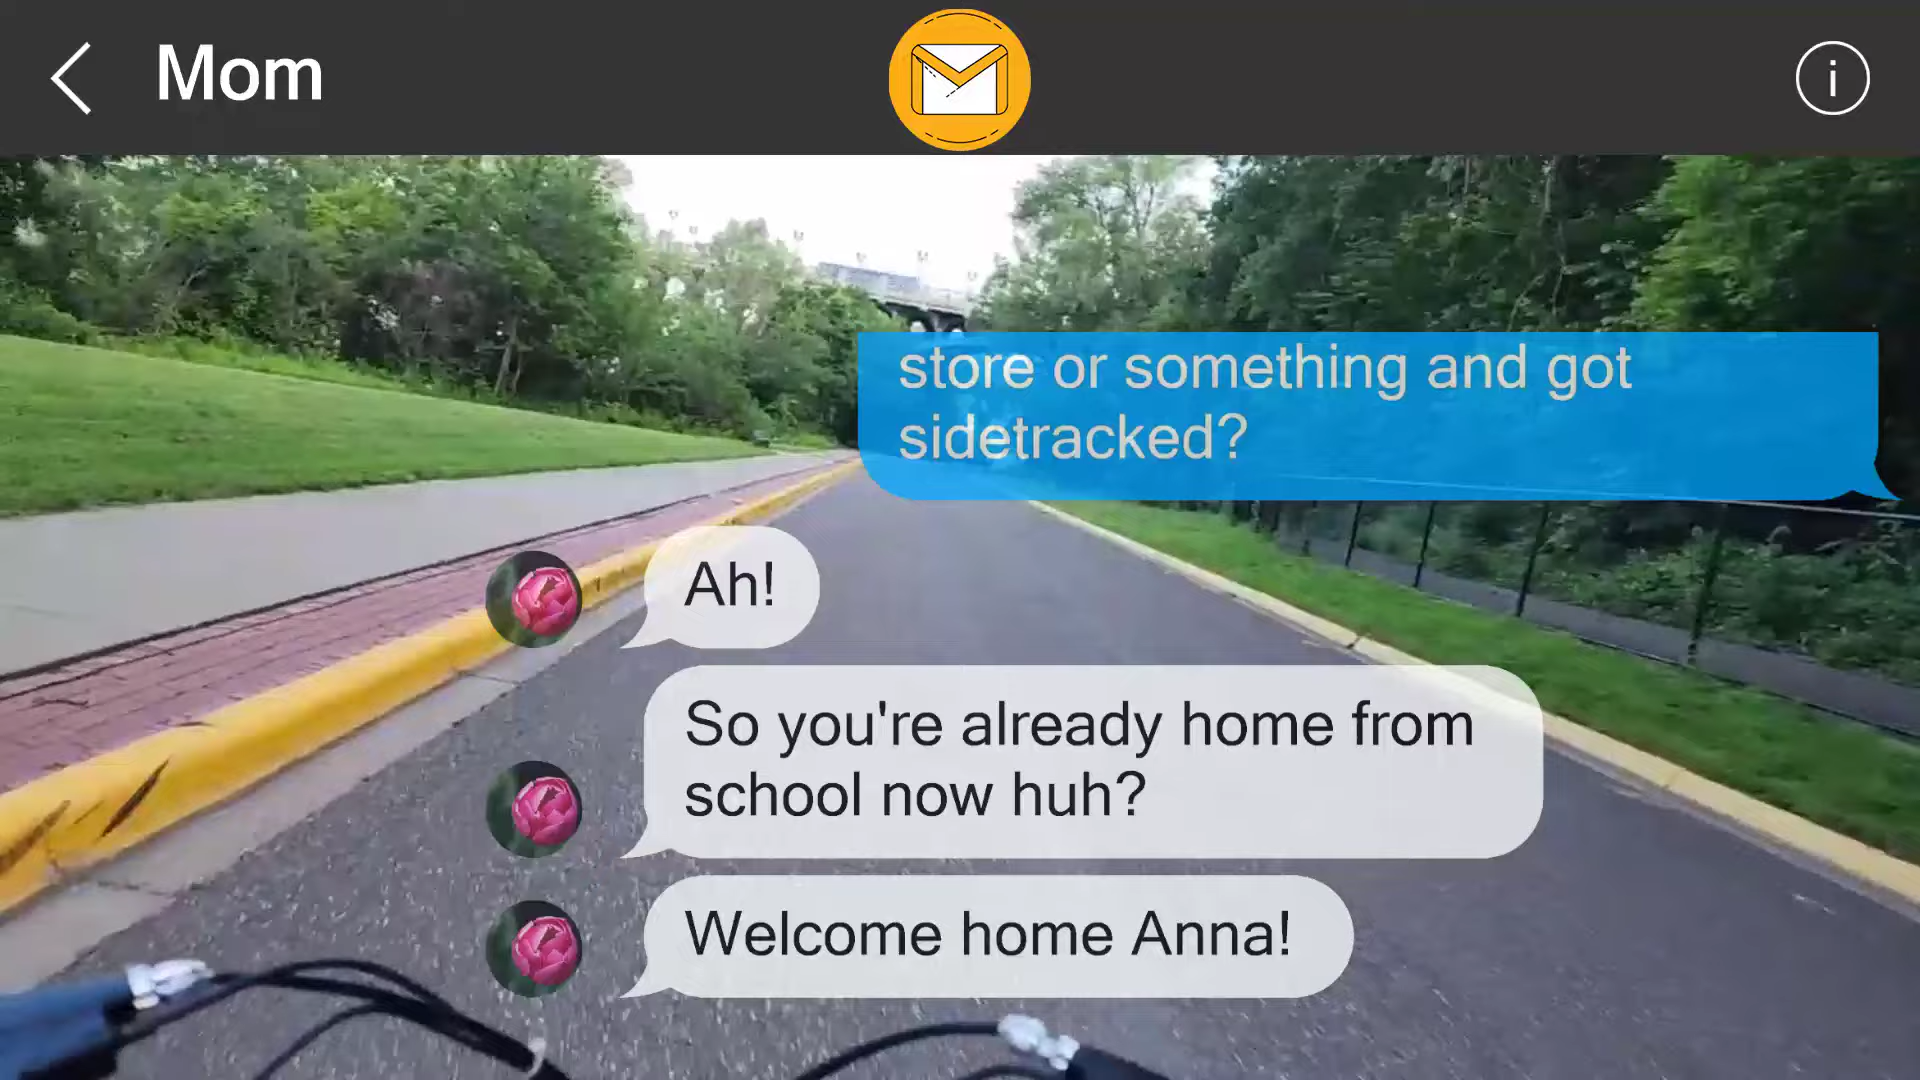 Mom
store or something and got
sidetracked?
Ah!
So you're already home from
school now huh?
Welcome home Anna!